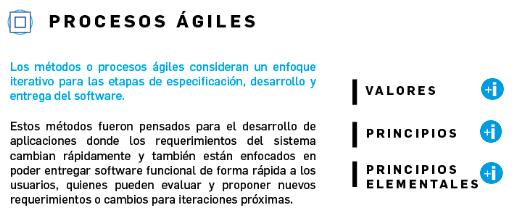 PROCESOS ÁGILES
Los métodos o procesos ágiles consideran un enfoque
iterativo para las etapas de especificación, desarrollo y
entrega del software.
Estos métodos fueron pensados para el desarrollo de
aplicaciones donde los requerimientos del sistema
cambian rápidamente y también están enfocados en
poder entregar software funcional de forma rápida a los
usuarios, quienes pueden evaluar y proponer nuevos
requerimientos o cambios para iteraciones próximas.
VALORES +i
PRINCIPIOS +i
PRINCIPIOS +i
ELEMENTALES